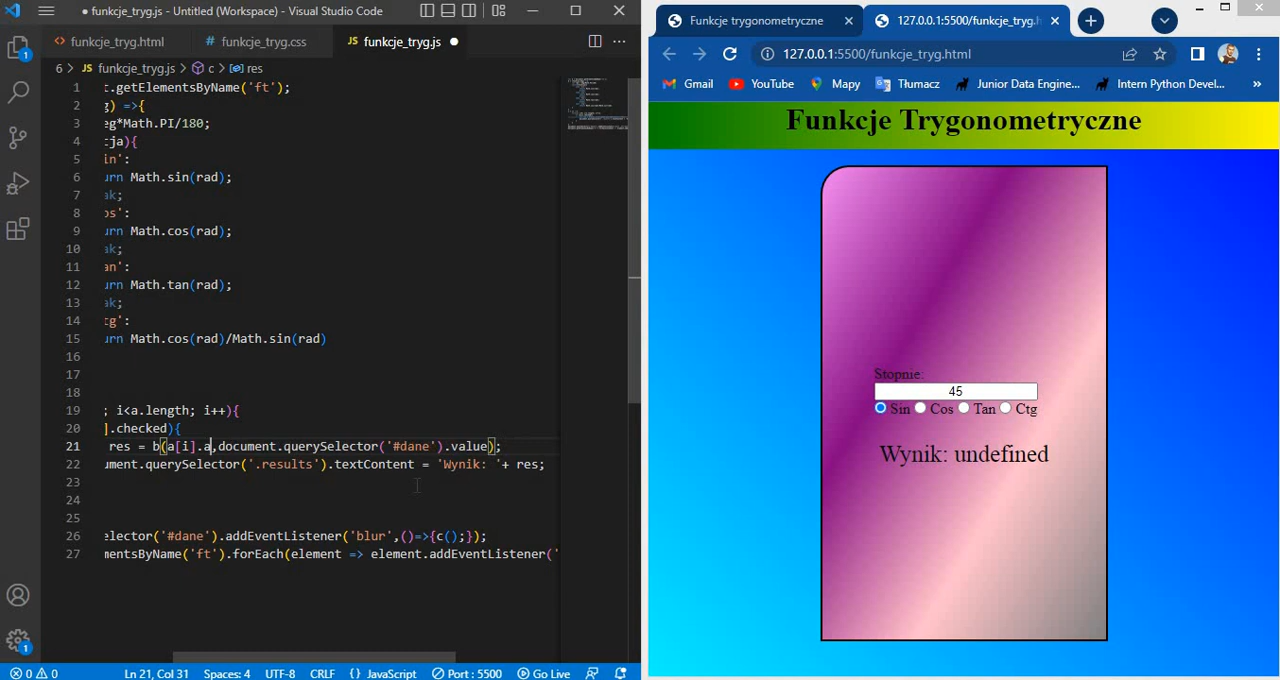 funkcje_tryg.js - Untitled (Workspace) - Visual Studio Code
funkcje_tryg.html
# funkcje_tryg.css
JS funkcje_tryg.js
6 > JS funkcje_tryg.js > c > res
1 t.getElementsByName('ft');
2 g) =>{
3 eg*Math.PI/180;
4 cja){
5 in':
6 urn Math.sin(rad);
7 ak;
8 os':
9 urn Math.cos(rad);
10 ak;
11 an':
12 urn Math.tan(rad);
13 ak;
14 tg':
15 urn Math.cos(rad)/Math.sin(rad)
16
17
18
19 ; i<a.length; i++){
20 ].checked){
21 res = b(a[i].a,document.querySelector('#dane').value);
22 ument.querySelector('.results').textContent = 'Wynik: '+ res;
23
24
25
26 elector('#dane').addEventListener('blur',()=>{c();});
27 mentsByName('ft').forEach(element => element.addEventListener('
1
1
0 0 Ln 21, Col 31 Spaces: 4 UTF-8 CRLF {} JavaScript Port : 5500 Go Live
Funkcje trygonometryczne
127.0.0.1:5500/funkcje_tryg.h
127.0.0.1:5500/funkcje_tryg.html
Gmail YouTube Mapy Tłumacz Junior Data Engine... Intern Python Devel... »
Funkcje Trygonometryczne
Stopnie:
45
Sin Cos Tan Ctg
Wynik: undefined